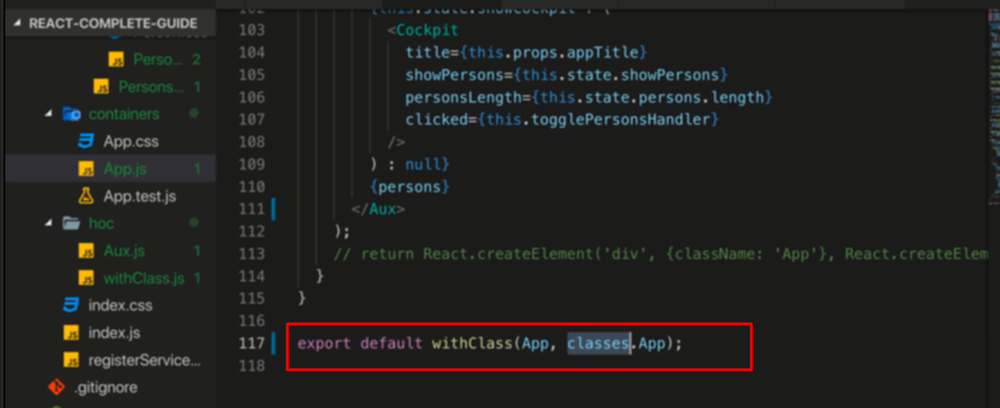 REACT-COMPLETE-GUIDE
Perso... 2
Persons... 1
containers
App.css
App.js 1
App.test.js
hoc
Aux.js 1
withClass.js 1
index.css
index.js
registerService...
.gitignore
103 <Cockpit
104 title={this.props.appTitle}
105 showPersons={this.state.showPersons}
106 personsLength={this.state.persons.length}
107 clicked={this.togglePersonsHandler}
108 />
109 ) : null}
110 {persons}
111 </Aux>
112 );
113 // return React.createElement('div', {className: 'App'}, React.createElem
114 }
115 }
116
117 export default withClass(App, classes.App);
118